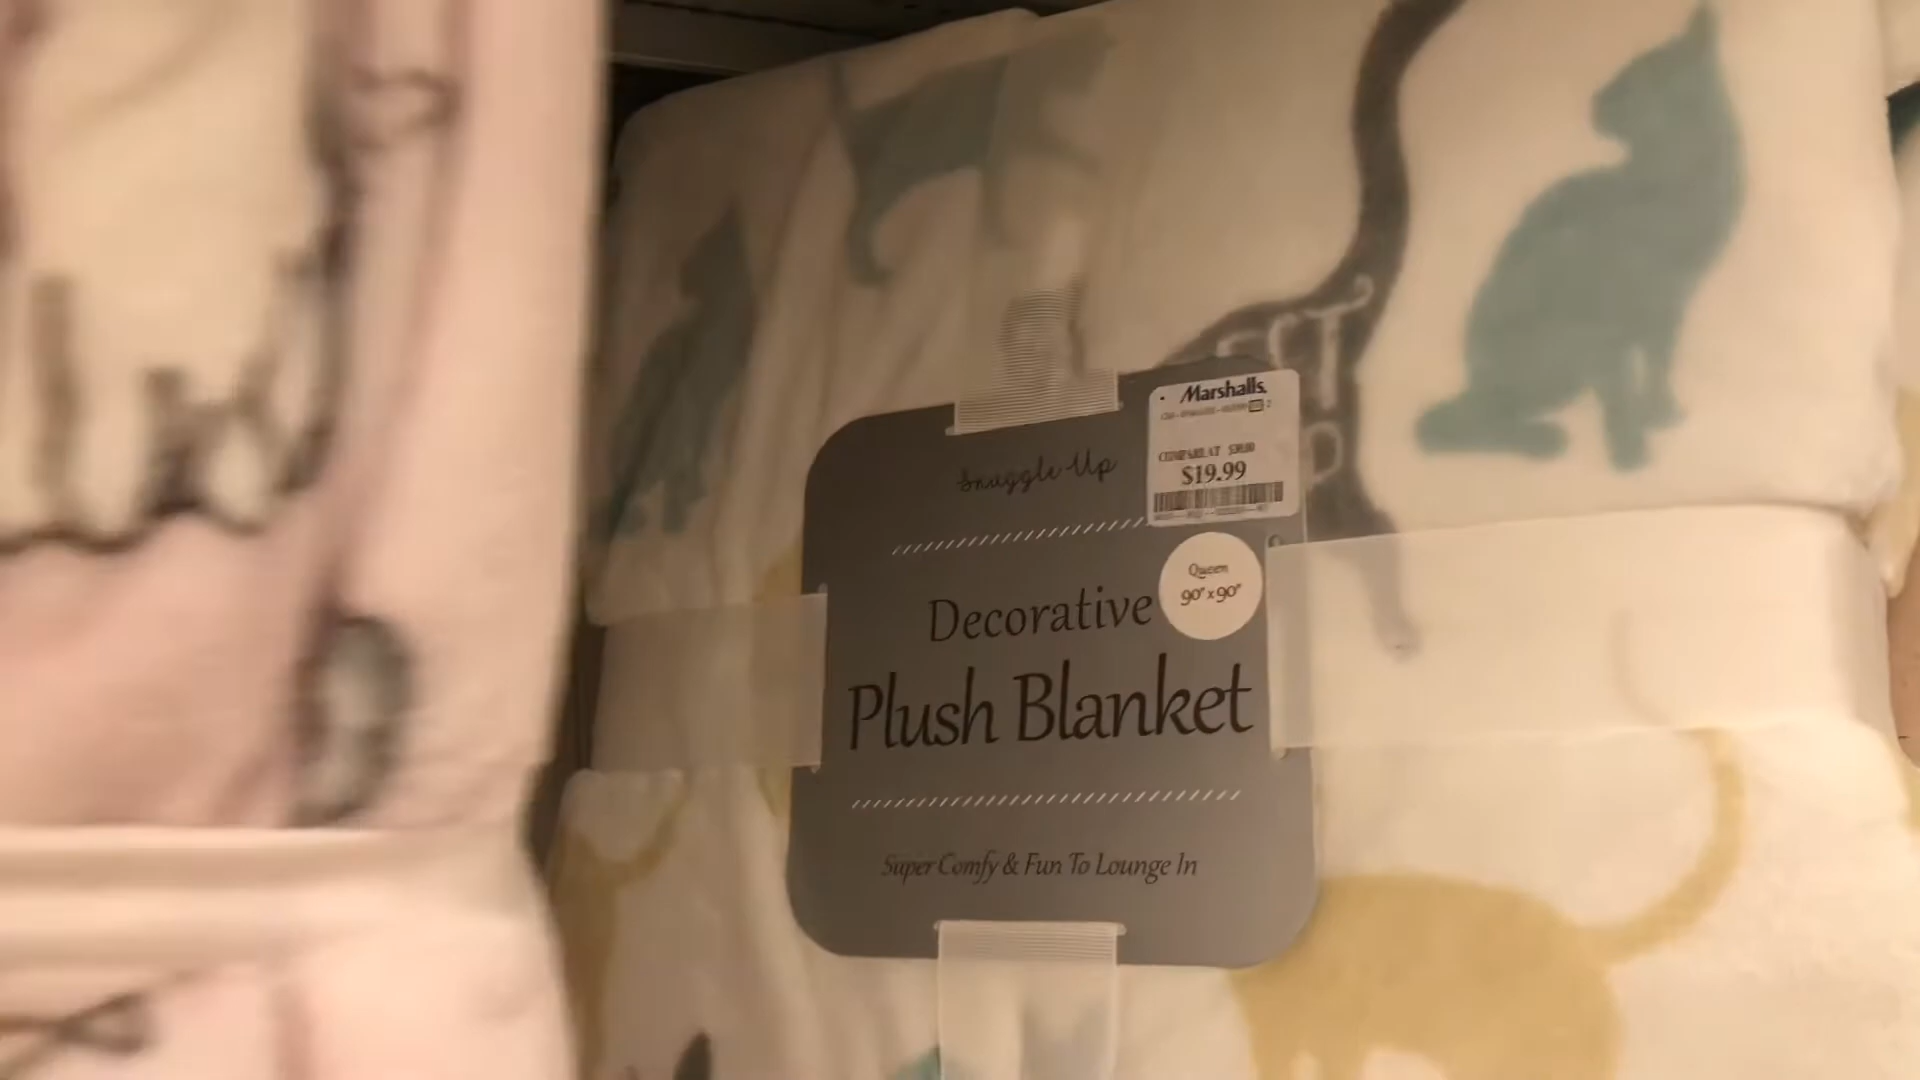 Marshalls.
COMPARE AT $30.00
$19.99
Snuggle Up
Queen
90" x 90"
Decorative
Plush Blanket
Super Comfy & Fun To Lounge In